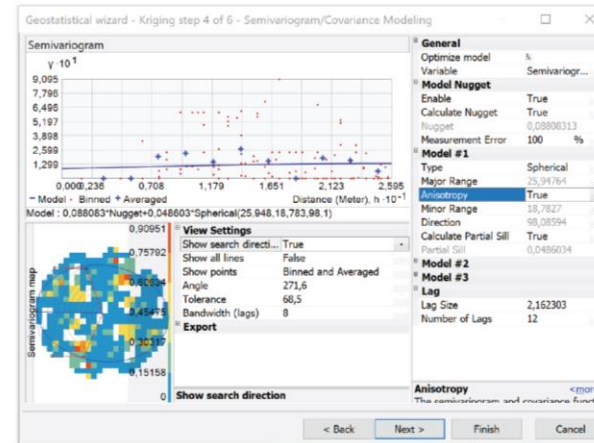 Geostatistical wizard - Kriging step 4 of 6 - Semivariogram/Covariance Modeling
Semivariogram
γ·10¹
9,095
7,796
6,496
5,197
3,898
2,599
1,299
0,000 0,236 0,708 1,179 1,651 2,123 2,595
Model Binned Averaged Distance (Meter), h ·10⁻¹
Model : 0,088083*Nugget+0,048603*Spherical(25,948,18,783,98,1)
Semivariogram map
0,90951
0,75792
0,60634
0,45475
0,30317
0,15158
0
View Settings
Show search directi... True
Show all lines False
Show points Binned and Averaged
Angle 271,6
Tolerance 68,5
Bandwidth (lags) 8
Export
Show search direction
General
Optimize model
Variable Semivariogr...
Model Nugget
Enable True
Calculate Nugget True
Nugget 0,08808313
Measurement Error 100 %
Model #1
Type Spherical
Major Range 25,94764
Anisotropy True
Minor Range 18,7827
Direction 98,08594
Calculate Partial Sill True
Partial Sill 0,0486034
Model #2
Model #3
Lag
Lag Size 2,162303
Number of Lags 12
Anisotropy
< Back Next > Finish Cancel